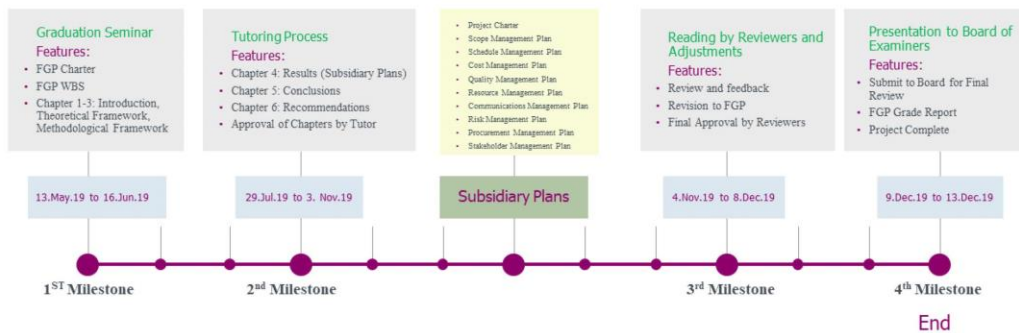 Graduation Seminar
Features:
• FGP Charter
• FGP WBS
• Chapter 1-3: Introduction,
Theoretical Framework,
Methodological Framework
13.May.19 to 16.Jun.19
1ST Milestone
Tutoring Process
Features:
• Chapter 4: Results (Subsidiary Plans)
• Chapter 5: Conclusions
• Chapter 6: Recommendations
• Approval of Chapters by Tutor
29.Jul.19 to 3. Nov.19
2nd Milestone
• Project Charter
• Scope Management Plan
• Schedule Management Plan
• Cost Management Plan
• Quality Management Plan
• Resource Management Plan
• Communications Management Plan
• Risk Management Plan
• Procurement Management Plan
• Stakeholder Management Plan
Subsidiary Plans
Reading by Reviewers and
Adjustments
Features:
• Review and feedback
• Revision to FGP
• Final Approval by Reviewers
4.Nov.19 to 8.Dec.19
3rd Milestone
Presentation to Board of
Examiners
Features:
• Submit to Board for Final
Review
• FGP Grade Report
• Project Complete
9.Dec.19 to 13.Dec.19
4th Milestone
End